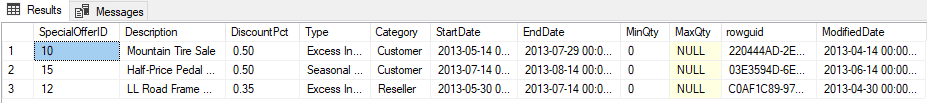 Results Messages
SpecialOfferID Description DiscountPct Type Category StartDate EndDate MinQty MaxQty rowguid ModifiedDate
1 10 Mountain Tire Sale 0.50 Excess In... Customer 2013-05-14 0... 2013-07-29 00:0... 0 NULL 220444AD-2E... 2013-04-14 00:00...
2 15 Half-Price Pedal ... 0.50 Seasonal ... Customer 2013-07-14 0... 2013-08-14 00:0... 0 NULL 03E3594D-6E... 2013-06-14 00:00...
3 12 LL Road Frame ... 0.35 Excess In... Reseller 2013-05-30 0... 2013-07-14 00:0... 0 NULL C0AF1C89-97... 2013-04-30 00:00...